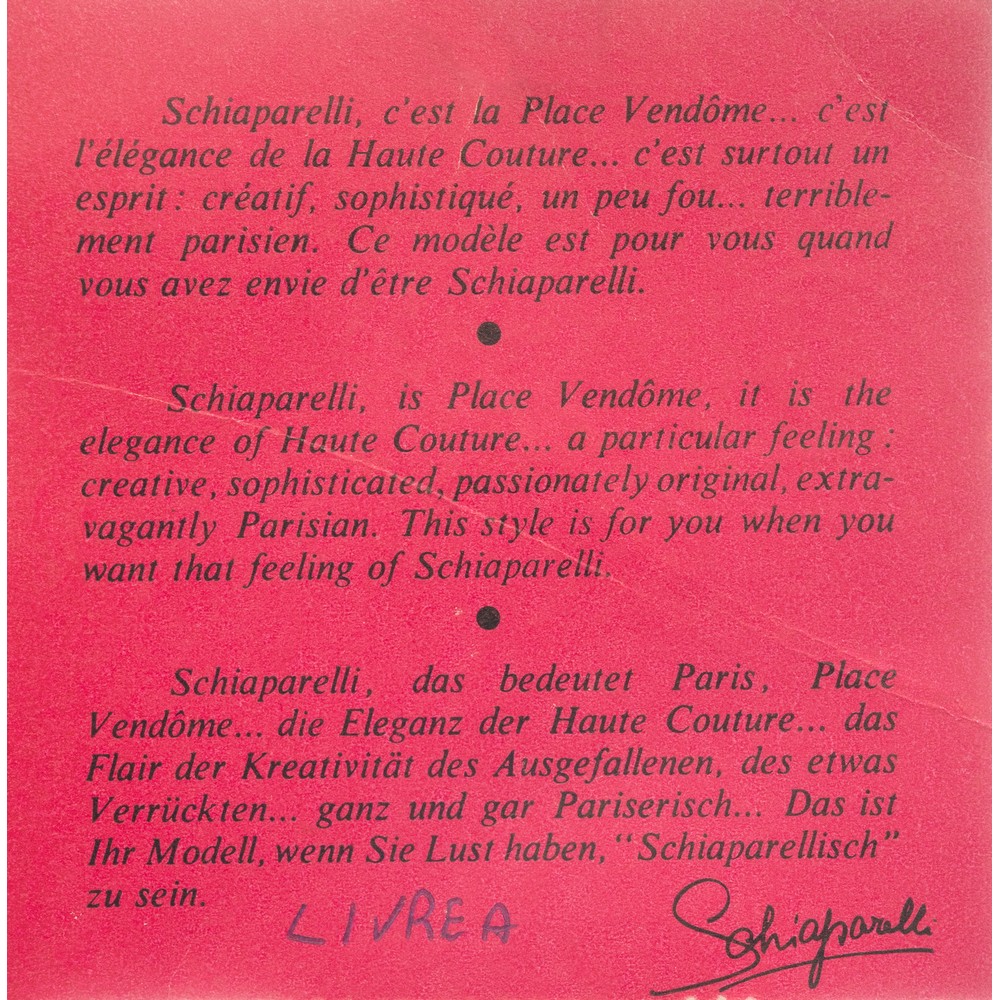 Schiaparelli, c'est la Place Vendôme... c'est
l'élégance de la Haute Couture... c'est surtout un
esprit : créatif, sophistiqué, un peu fou... terrible-
ment parisien. Ce modèle est pour vous quand
vous avez envie d'être Schiaparelli.
Schiaparelli, is Place Vendôme, it is the
elegance of Haute Couture... a particular feeling :
creative, sophisticated, passionately original, extra-
vagantly Parisian. This style is for you when you
want that feeling of Schiaparelli.
Schiaparelli, das bedeutet Paris, Place
Vendôme... die Eleganz der Haute Couture... das
Flair der Kreativität des Ausgefallenen, des etwas
Verrückten... ganz und gar Pariserisch... Das ist
Ihr Modell, wenn Sie Lust haben, "Schiaparellisch"
zu sein.
LIVREA
Schiaparelli